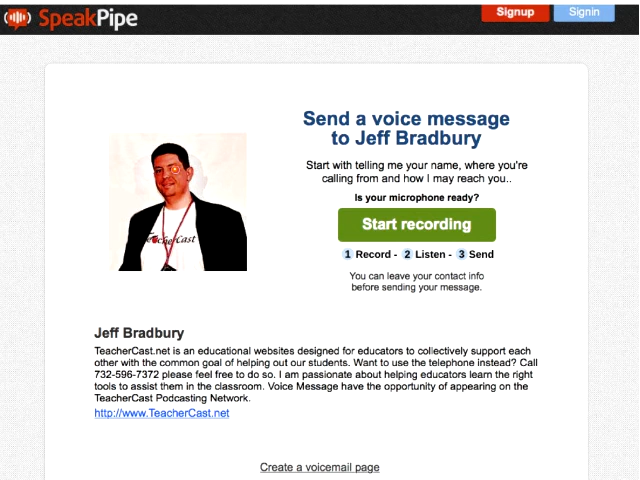 SpeakPipe
Signup
Signin
Send a voice message
to Jeff Bradbury
Start with telling me your name, where you're
calling from and how I may reach you..
Is your microphone ready?
Start recording
1 Record - 2 Listen - 3 Send
You can leave your contact info
before sending your message.
TeacherCast
Jeff Bradbury
TeacherCast.net is an educational websites designed for educators to collectively support each
other with the common goal of helping out our students. Want to use the telephone instead? Call
732-596-7372 please feel free to do so. I am passionate about helping educators learn the right
tools to assist them in the classroom. Voice Message have the opportunity of appearing on the
TeacherCast Podcasting Network.
http://www.TeacherCast.net
Create a voicemail page